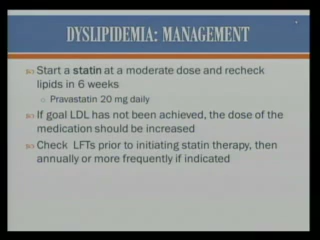 DYSLIPIDEMIA: MANAGEMENT
Start a statin at a moderate dose and recheck
lipids in 6 weeks
Pravastatin 20 mg daily
If goal LDL has not been achieved, the dose of the
medication should be increased
Check LFTs prior to initiating statin therapy, then
annually or more frequently if indicated